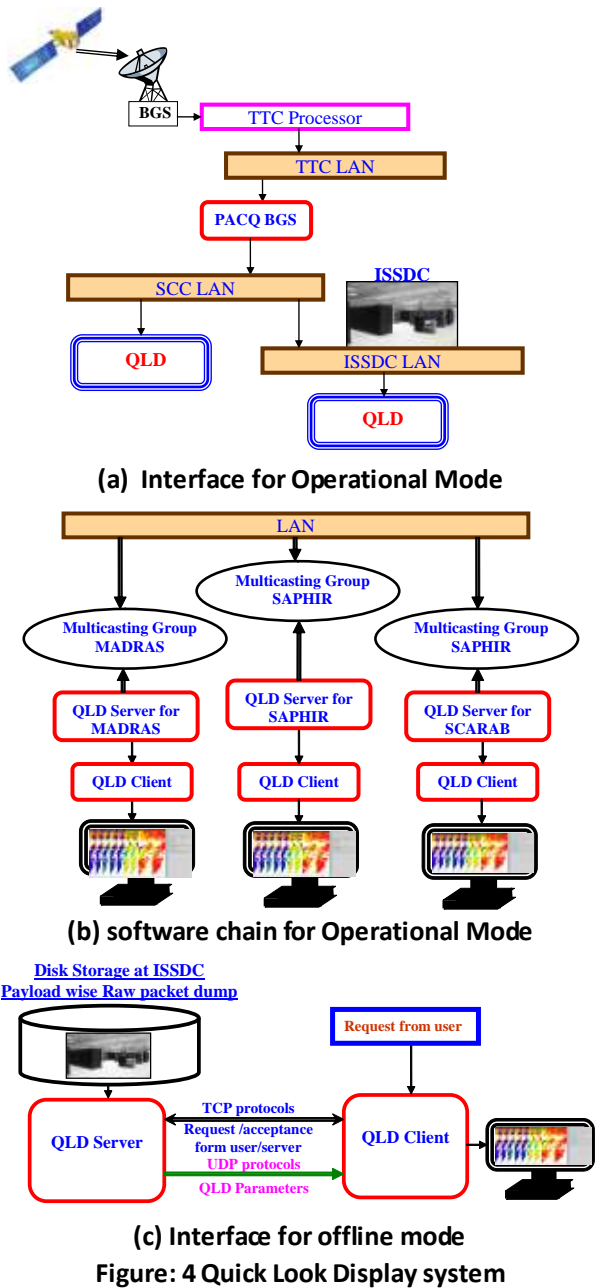 BGS
TTC Processor
TTC LAN
PACQ BGS
SCC LAN
ISSDC
QLD
ISSDC LAN
QLD
(a) Interface for Operational Mode
LAN
Multicasting Group
SAPHIR
Multicasting Group
MADRAS
Multicasting Group
SAPHIR
QLD Server for
MADRAS
QLD Server for
SAPHIR
QLD Server for
SCARAB
QLD Client
QLD Client
QLD Client
(b) software chain for Operational Mode
Disk Storage at ISSDC
Payload wise Raw packet dump
Request from user
QLD Server
TCP protocols
Request /acceptance
form user/server
UDP protocols
QLD Parameters
QLD Client
(c) Interface for offline mode
Figure: 4 Quick Look Display system